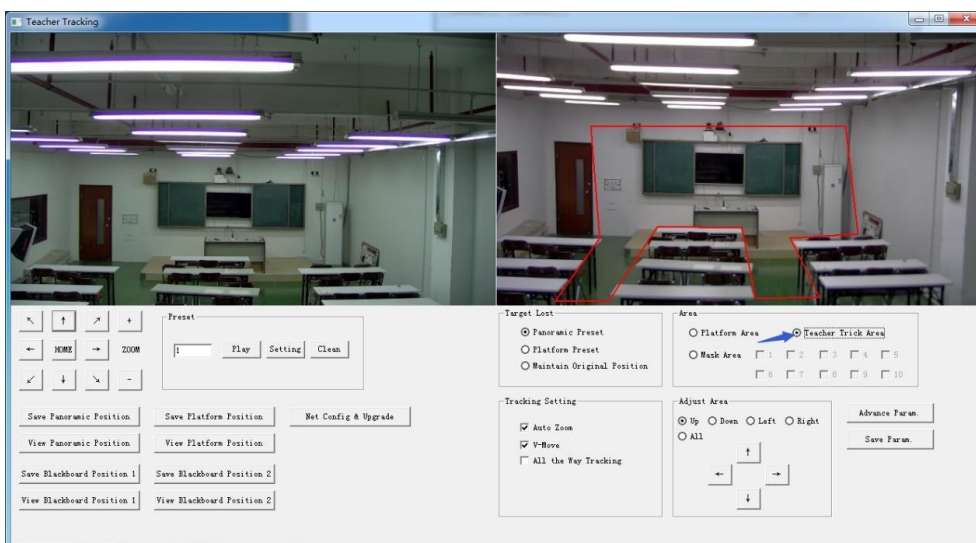 Teacher Tracking
↖ ↑ ↗ +
← HOME → ZOOM
↙ ↓ ↘ -
Preset
1 Play Setting Clean
Save Panoramic Position Save Platform Position Net Config & Upgrade
View Panoramic Position View Platform Position
Save Blackboard Position 1 Save Blackboard Position 2
View Blackboard Position 1 View Blackboard Position 2
Target Lost
Panoramic Preset
Platform Preset
Maintain Original Position
Tracking Setting
Auto Zoom
V-Move
All the Way Tracking
Area
Platform Area Teacher Trick Area
Mask Area 1 2 3 4 5
6 7 8 9 10
Adjust Area
Up Down Left Right
All
↑
← →
↓
Advance Param.
Save Param.